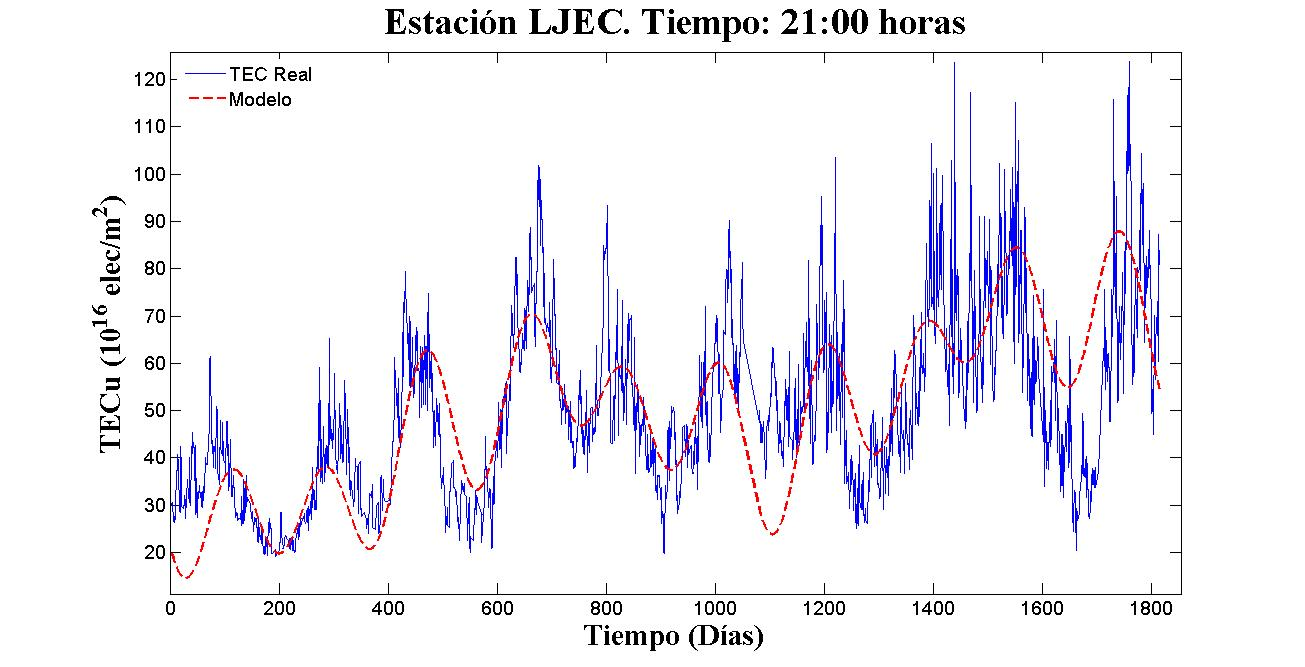 Estación LJEC. Tiempo: 21:00 horas
TEC Real
Modelo
120
110
100
90
80
70
60
50
40
30
20
TECu (10¹⁶ elec/m²)
0 200 400 600 800 1000 1200 1400 1600 1800
Tiempo (Días)